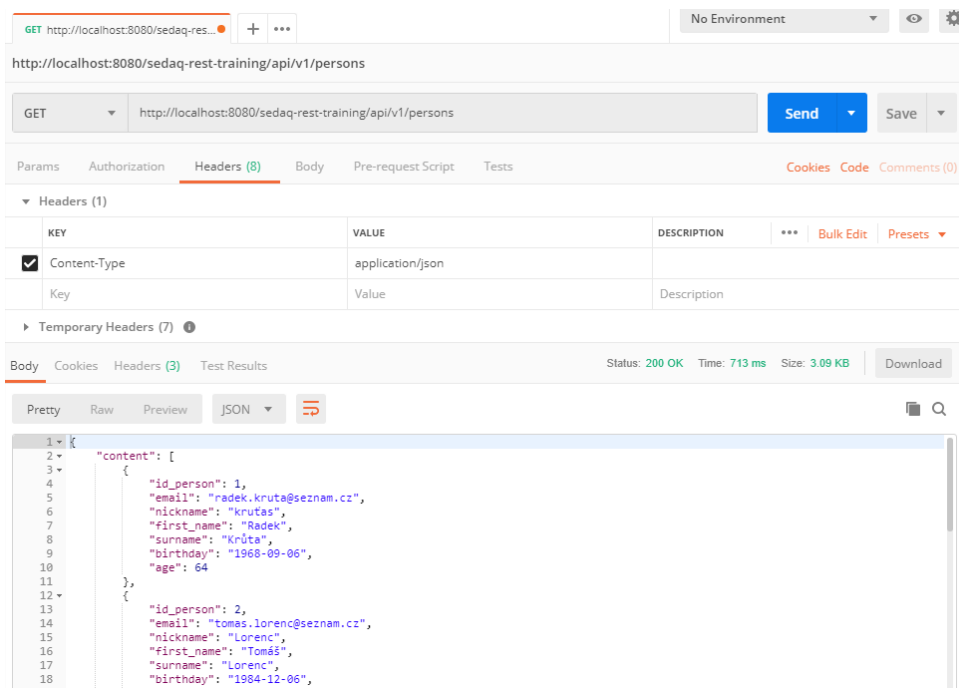 GET http://localhost:8080/sedaq-res... + ••• No Environment
http://localhost:8080/sedaq-rest-training/api/v1/persons
GET http://localhost:8080/sedaq-rest-training/api/v1/persons Send Save
Params Authorization Headers (8) Body Pre-request Script Tests Cookies Code Comments (0)
Headers (1)
KEY VALUE DESCRIPTION ••• Bulk Edit Presets
Content-Type application/json
Key Value Description
Temporary Headers (7) i
Body Cookies Headers (3) Test Results Status: 200 OK Time: 713 ms Size: 3.09 KB Download
Pretty Raw Preview JSON
1 {
2 "content": [
3 {
4 "id_person": 1,
5 "email": "radek.kruta@seznam.cz",
6 "nickname": "kruťas",
7 "first_name": "Radek",
8 "surname": "Krůta",
9 "birthday": "1968-09-06",
10 "age": 64
11 },
12 {
13 "id_person": 2,
14 "email": "tomas.lorenc@seznam.cz",
15 "nickname": "Lorenc",
16 "first_name": "Tomáš",
17 "surname": "Lorenc",
18 "birthday": "1984-12-06",